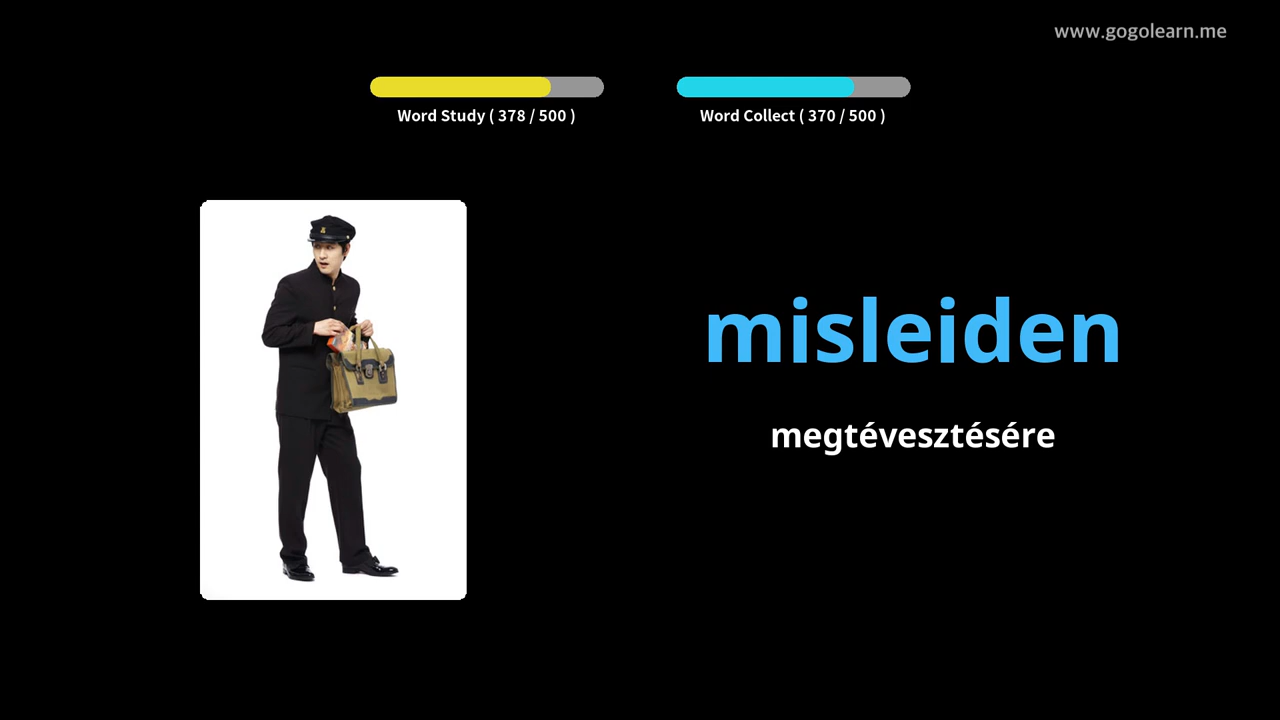 www.gogolearn.me
Word Study ( 378 / 500 )
Word Collect ( 370 / 500 )
misleiden
megtévesztésére